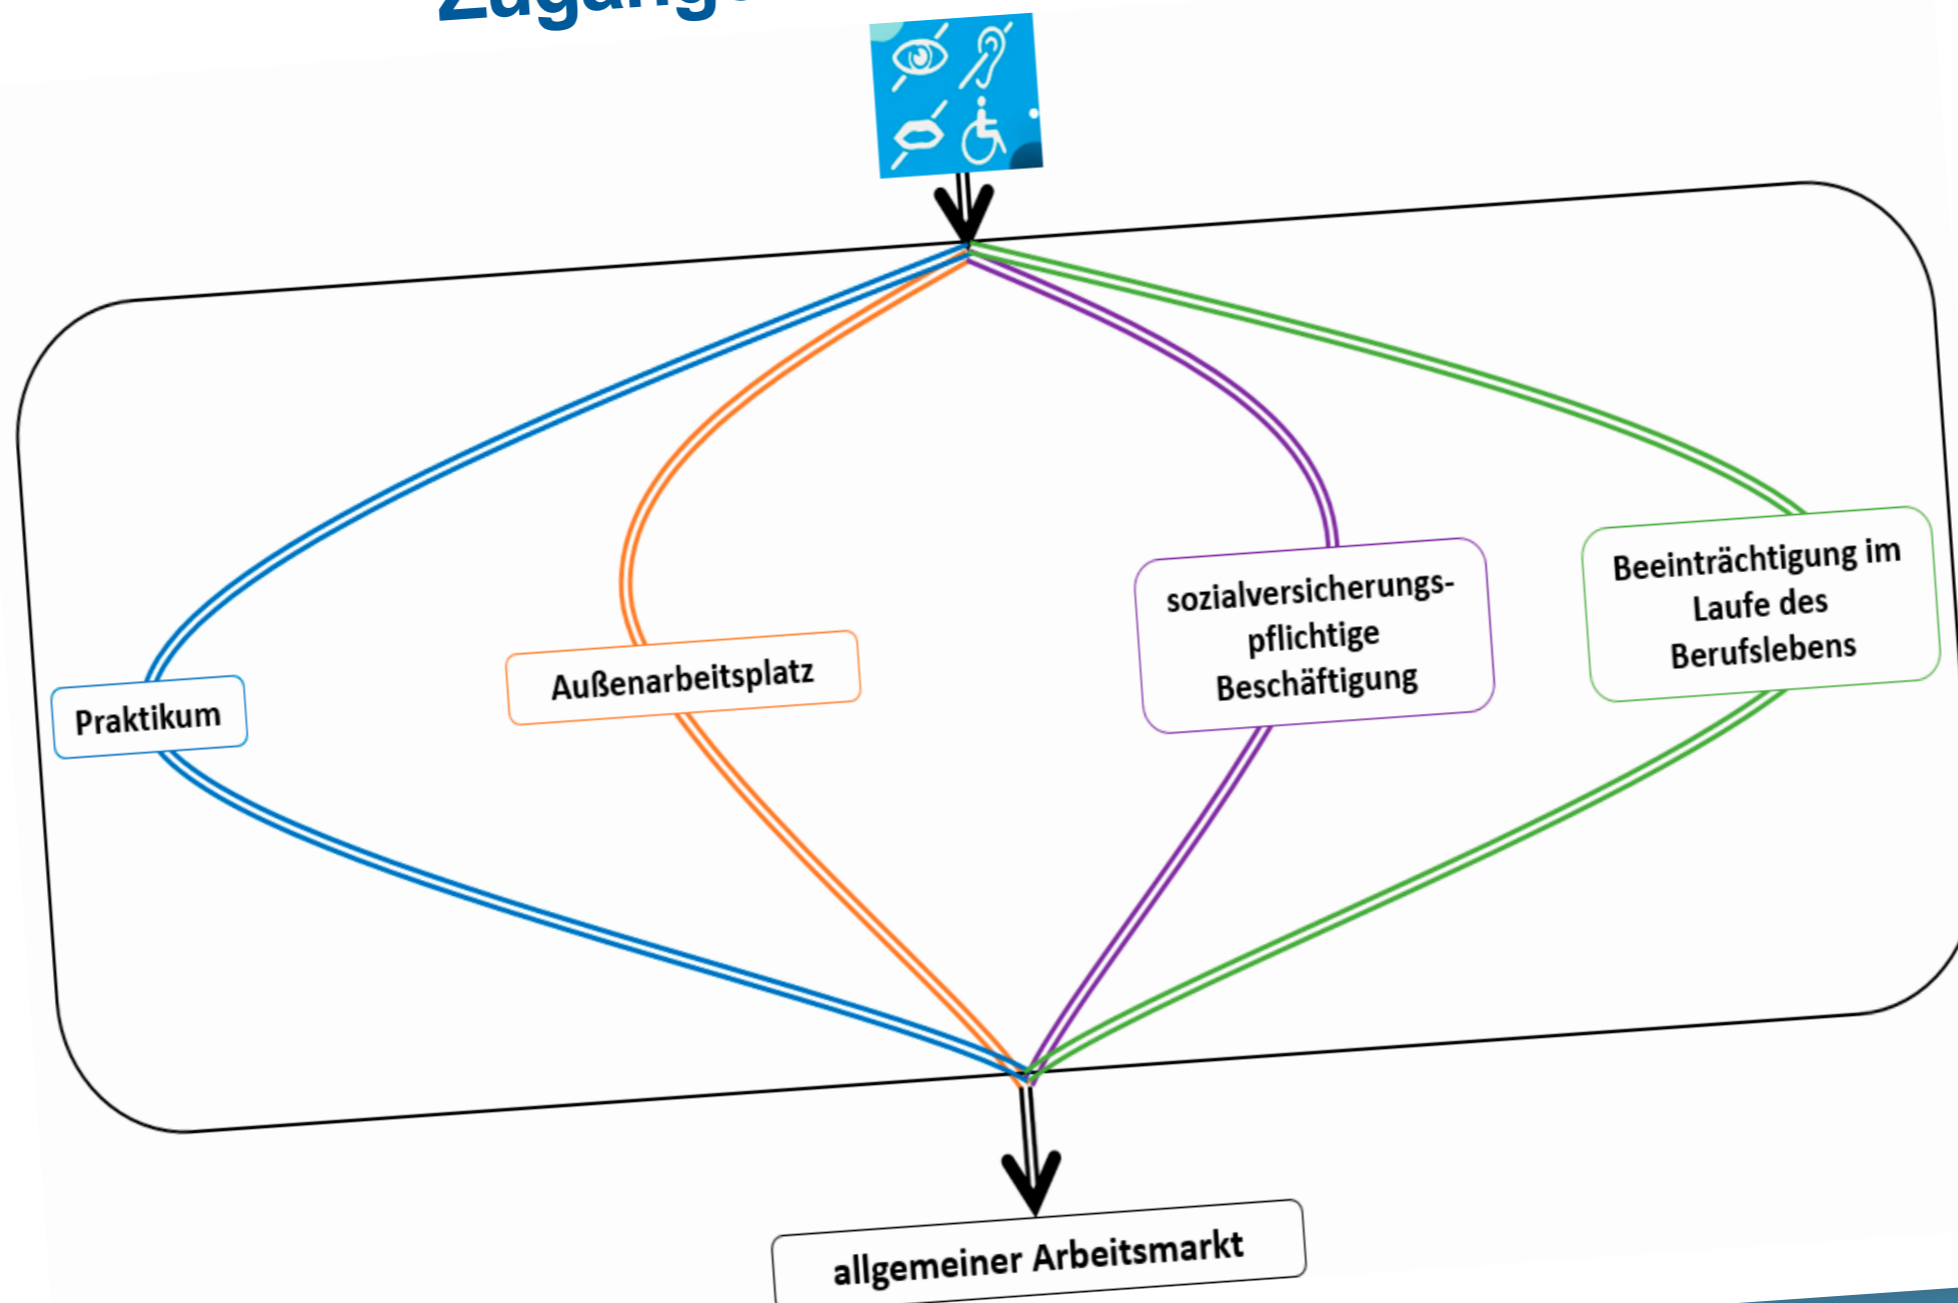 Praktikum
Außenarbeitsplatz
sozialversicherungs-
pflichtige
Beschäftigung
Beeinträchtigung im
Laufe des
Berufslebens
allgemeiner Arbeitsmarkt